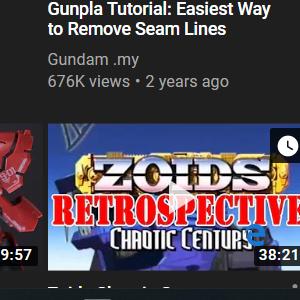 Gunpla Tutorial: Easiest Way
to Remove Seam Lines
Gundam .my
676K views • 2 years ago
ZOIDS
RETROSPECTIVE
CHAOTIC CENTURY
9:57
38:21